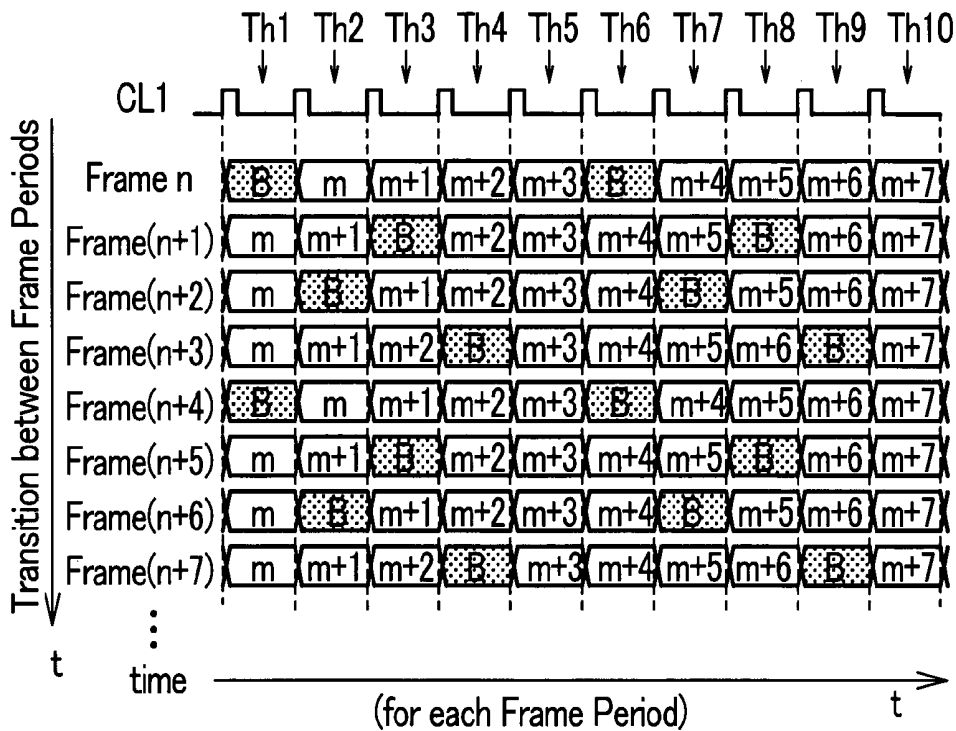 Th1 Th2 Th3 Th4 Th5 Th6 Th7 Th8 Th9 Th10
CL1
Transition between Frame Periods
Frame n B m m+1 m+2 m+3 B m+4 m+5 m+6 m+7
Frame(n+1) m m+1 B m+2 m+3 m+4 m+5 B m+6 m+7
Frame(n+2) m B m+1 m+2 m+3 m+4 B m+5 m+6 m+7
Frame(n+3) m m+1 m+2 B m+3 m+4 m+5 m+6 B m+7
Frame(n+4) B m m+1 m+2 m+3 B m+4 m+5 m+6 m+7
Frame(n+5) m m+1 B m+2 m+3 m+4 m+5 B m+6 m+7
Frame(n+6) m B m+1 m+2 m+3 m+4 B m+5 m+6 m+7
Frame(n+7) m m+1 m+2 B m+3 m+4 m+5 m+6 B m+7
t
time
(for each Frame Period)
t